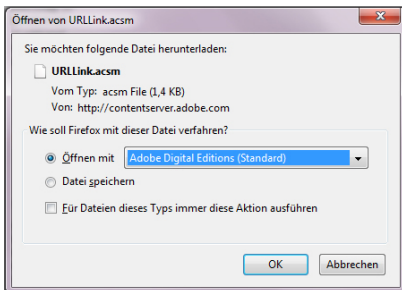 Öffnen von URLLink.acsm
Sie möchten folgende Datei herunterladen:
URLLink.acsm
Vom Typ: acsm File (1,4 KB)
Von: http://contentserver.adobe.com
Wie soll Firefox mit dieser Datei verfahren?
Öffnen mit Adobe Digital Editions (Standard)
Datei speichern
Für Dateien dieses Typs immer diese Aktion ausführen
OK Abbrechen